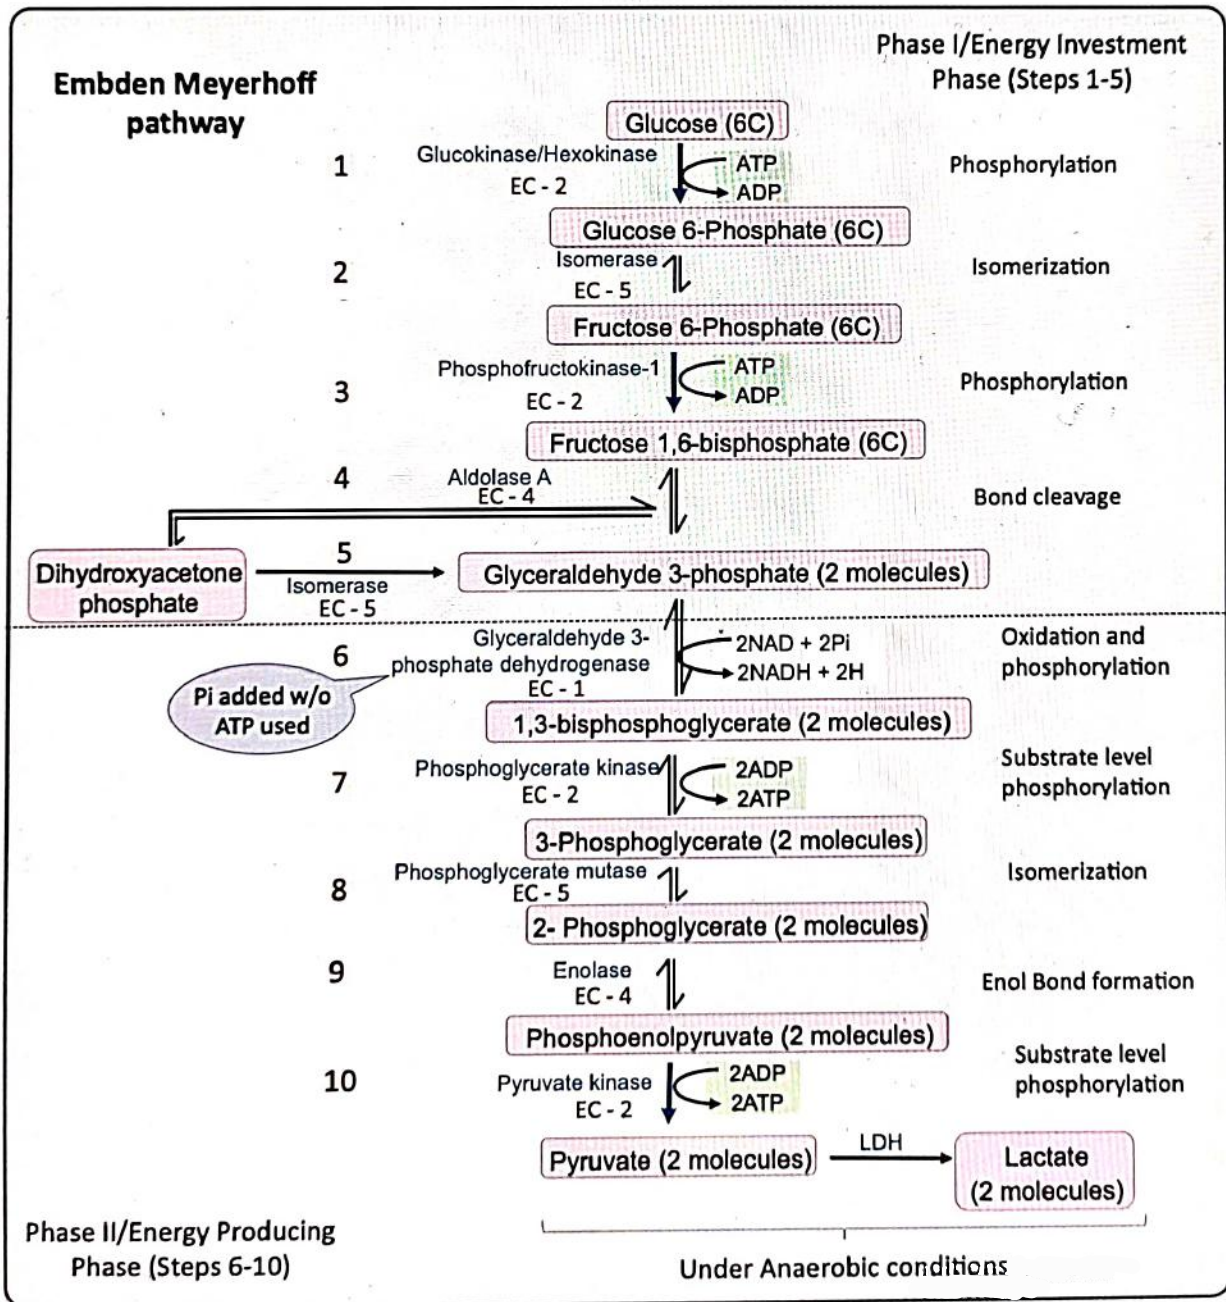 Embden Meyerhoff
pathway
Phase I/Energy Investment
Phase (Steps 1-5)
Glucose (6C)
1
Glucokinase/Hexokinase
EC - 2
ATP
ADP
Phosphorylation
Glucose 6-Phosphate (6C)
2
Isomerase
EC - 5
Isomerization
Fructose 6-Phosphate (6C)
3
Phosphofructokinase-1
EC - 2
ATP
ADP
Phosphorylation
Fructose 1,6-bisphosphate (6C)
4
Aldolase A
EC - 4
Bond cleavage
Dihydroxyacetone
phosphate
5
Isomerase
EC - 5
Glyceraldehyde 3-phosphate (2 molecules)
6
Glyceraldehyde 3-
phosphate dehydrogenase
EC - 1
2NAD + 2Pi
2NADH + 2H
Oxidation and
phosphorylation
Pi added w/o
ATP used
1,3-bisphosphoglycerate (2 molecules)
7
Phosphoglycerate kinase
EC - 2
2ADP
2ATP
Substrate level
phosphorylation
3-Phosphoglycerate (2 molecules)
8
Phosphoglycerate mutase
EC - 5
Isomerization
2- Phosphoglycerate (2 molecules)
9
Enolase
EC - 4
Enol Bond formation
Phosphoenolpyruvate (2 molecules)
10
Pyruvate kinase
EC - 2
2ADP
2ATP
Substrate level
phosphorylation
Pyruvate (2 molecules)
LDH
Lactate
(2 molecules)
Phase II/Energy Producing
Phase (Steps 6-10)
Under Anaerobic conditions